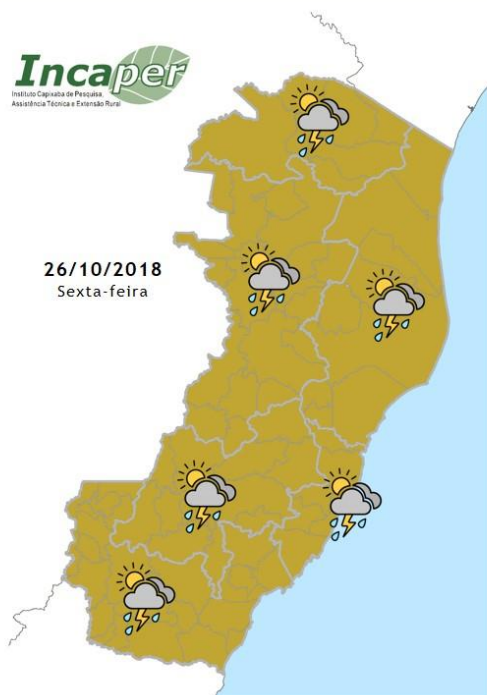 Incaper
Instituto Capixaba de Pesquisa,
Assistência Técnica e Extensão Rural
26/10/2018
Sexta-feira